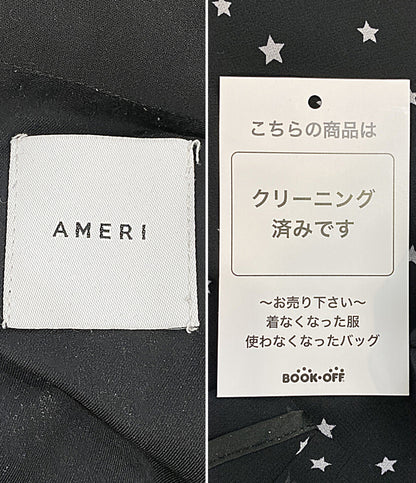 AMERI
こちらの商品は
クリーニング
済みです
〜お売り下さい〜
着なくなった服
使わなくなったバッグ
BOOK・OFF